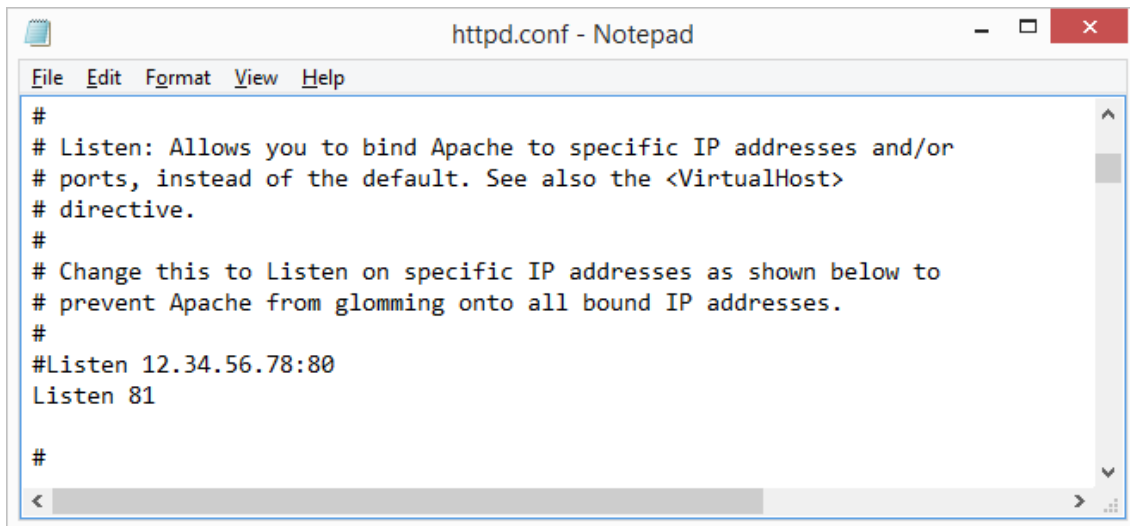 httpd.conf - Notepad
File Edit Format View Help
#
# Listen: Allows you to bind Apache to specific IP addresses and/or
# ports, instead of the default. See also the <VirtualHost>
# directive.
#
# Change this to Listen on specific IP addresses as shown below to
# prevent Apache from glomming onto all bound IP addresses.
#
#Listen 12.34.56.78:80
Listen 81
#